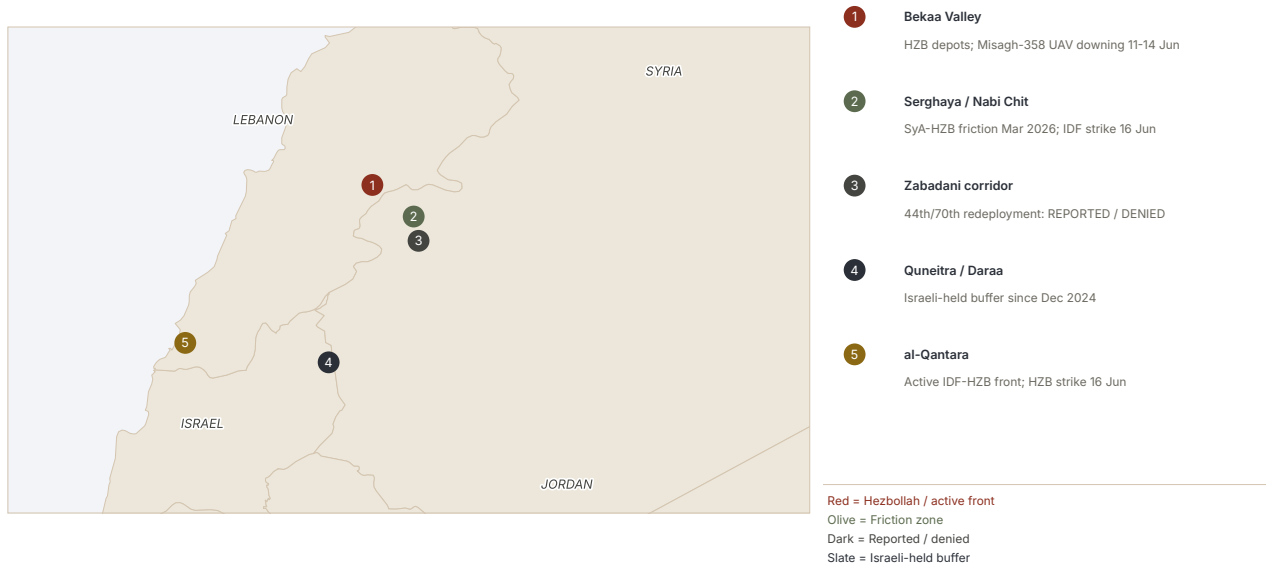 LEBANON
SYRIA
ISRAEL
JORDAN
1
2
3
4
5
1 Bekaa Valley
HZB depots; Misagh-358 UAV downing 11-14 Jun
2 Serghaya / Nabi Chit
SyA-HZB friction Mar 2026; IDF strike 16 Jun
3 Zabadani corridor
44th/70th redeployment: REPORTED / DENIED
4 Quneitra / Daraa
Israeli-held buffer since Dec 2024
5 al-Qantara
Active IDF-HZB front; HZB strike 16 Jun
Red = Hezbollah / active front
Olive = Friction zone
Dark = Reported / denied
Slate = Israeli-held buffer